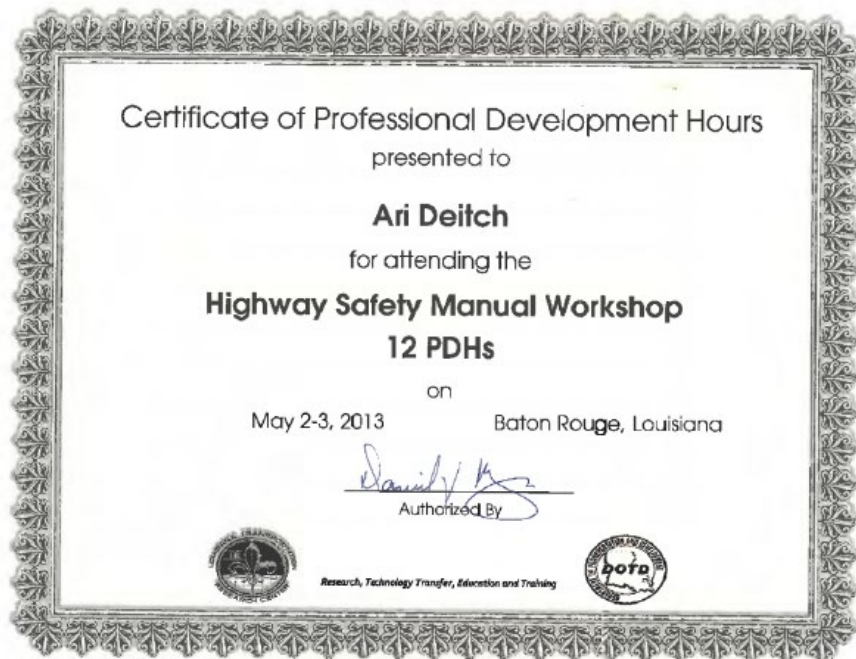 Certificate of Professional Development Hours
presented to
Ari Deitch
for attending the
Highway Safety Manual Workshop
12 PDHs
on
May 2-3, 2013 Baton Rouge, Louisiana
Authorized By
Research, Technology Transfer, Education and Training
DOTD